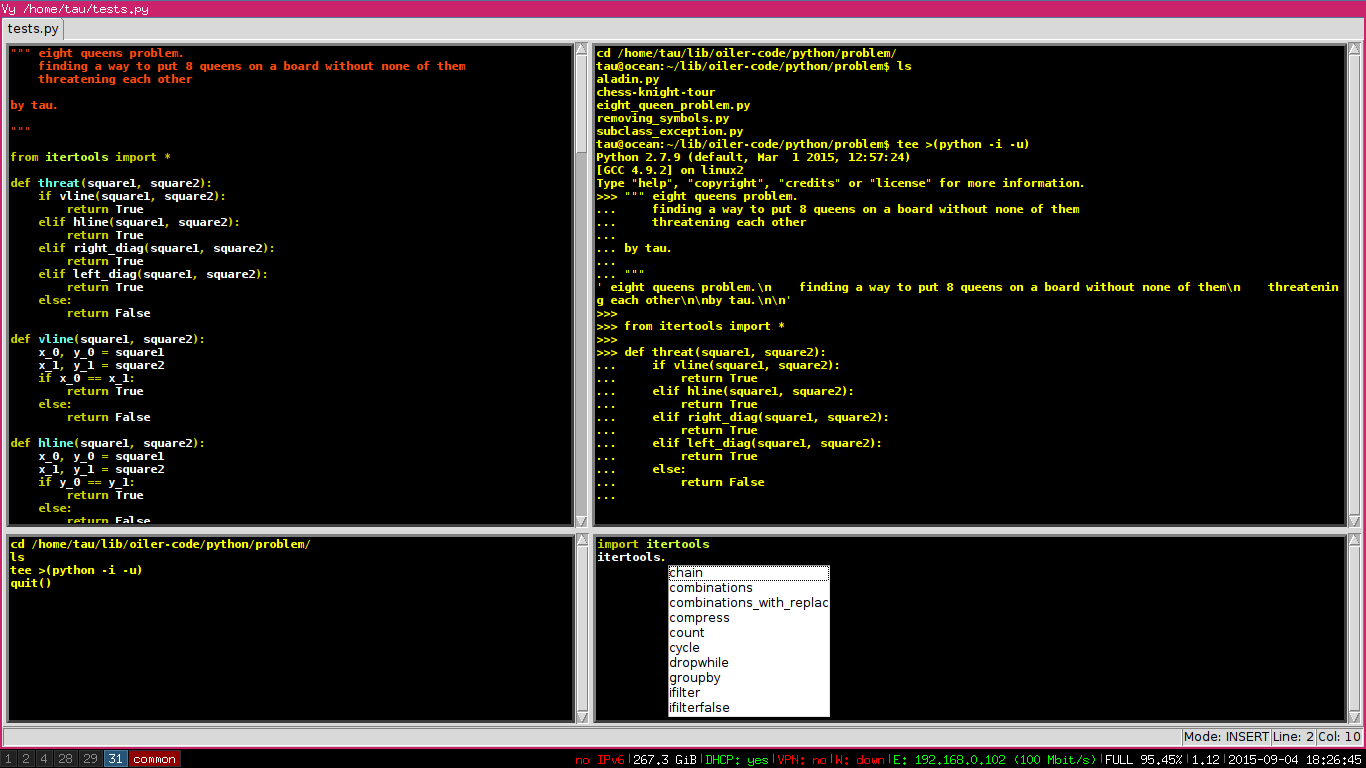 Vy /home/tau/tests.py
tests.py
""" eight queens problem.
    finding a way to put 8 queens on a board without none of them
    threatening each other

by tau.

"""

from itertools import *

def threat(square1, square2):
    if vline(square1, square2):
        return True
    elif hline(square1, square2):
        return True
    elif right_diag(square1, square2):
        return True
    elif left_diag(square1, square2):
        return True
    else:
        return False

def vline(square1, square2):
    x_0, y_0 = square1
    x_1, y_1 = square2
    if x_0 == x_1:
        return True
    else:
        return False

def hline(square1, square2):
    x_0, y_0 = square1
    x_1, y_1 = square2
    if y_0 == y_1:
        return True
    else:
        return False
cd /home/tau/lib/oiler-code/python/problem/
tau@ocean:~/lib/oiler-code/python/problem$ ls
aladin.py
chess-knight-tour
eight_queen_problem.py
removing_symbols.py
subclass_exception.py
tau@ocean:~/lib/oiler-code/python/problem$ tee >(python -i -u)
Python 2.7.9 (default, Mar  1 2015, 12:57:24)
[GCC 4.9.2] on linux2
Type "help", "copyright", "credits" or "license" for more information.
>>> """ eight queens problem.
...     finding a way to put 8 queens on a board without none of them
...     threatening each other
...
... by tau.
...
... """
' eight queens problem.\n    finding a way to put 8 queens on a board without none of them\n    threatenin
g each other\n\nby tau.\n\n'
>>>
>>> from itertools import *
>>>
>>> def threat(square1, square2):
...     if vline(square1, square2):
...         return True
...     elif hline(square1, square2):
...         return True
...     elif right_diag(square1, square2):
...         return True
...     elif left_diag(square1, square2):
...         return True
...     else:
...         return False
...
cd /home/tau/lib/oiler-code/python/problem/
ls
tee >(python -i -u)
quit()
import itertools
itertools.
chain
combinations
combinations_with_replac
compress
count
cycle
dropwhile
groupby
ifilter
ifilterfalse
Mode: INSERT Line: 2 Col: 10
1 2 4 28 29 31 common no IPv6|267.3 GiB|DHCP: yes|VPN: no|W: down|E: 192.168.0.102 (100 Mbit/s)|FULL 95.45%|1.12|2015-09-04 18:26:45